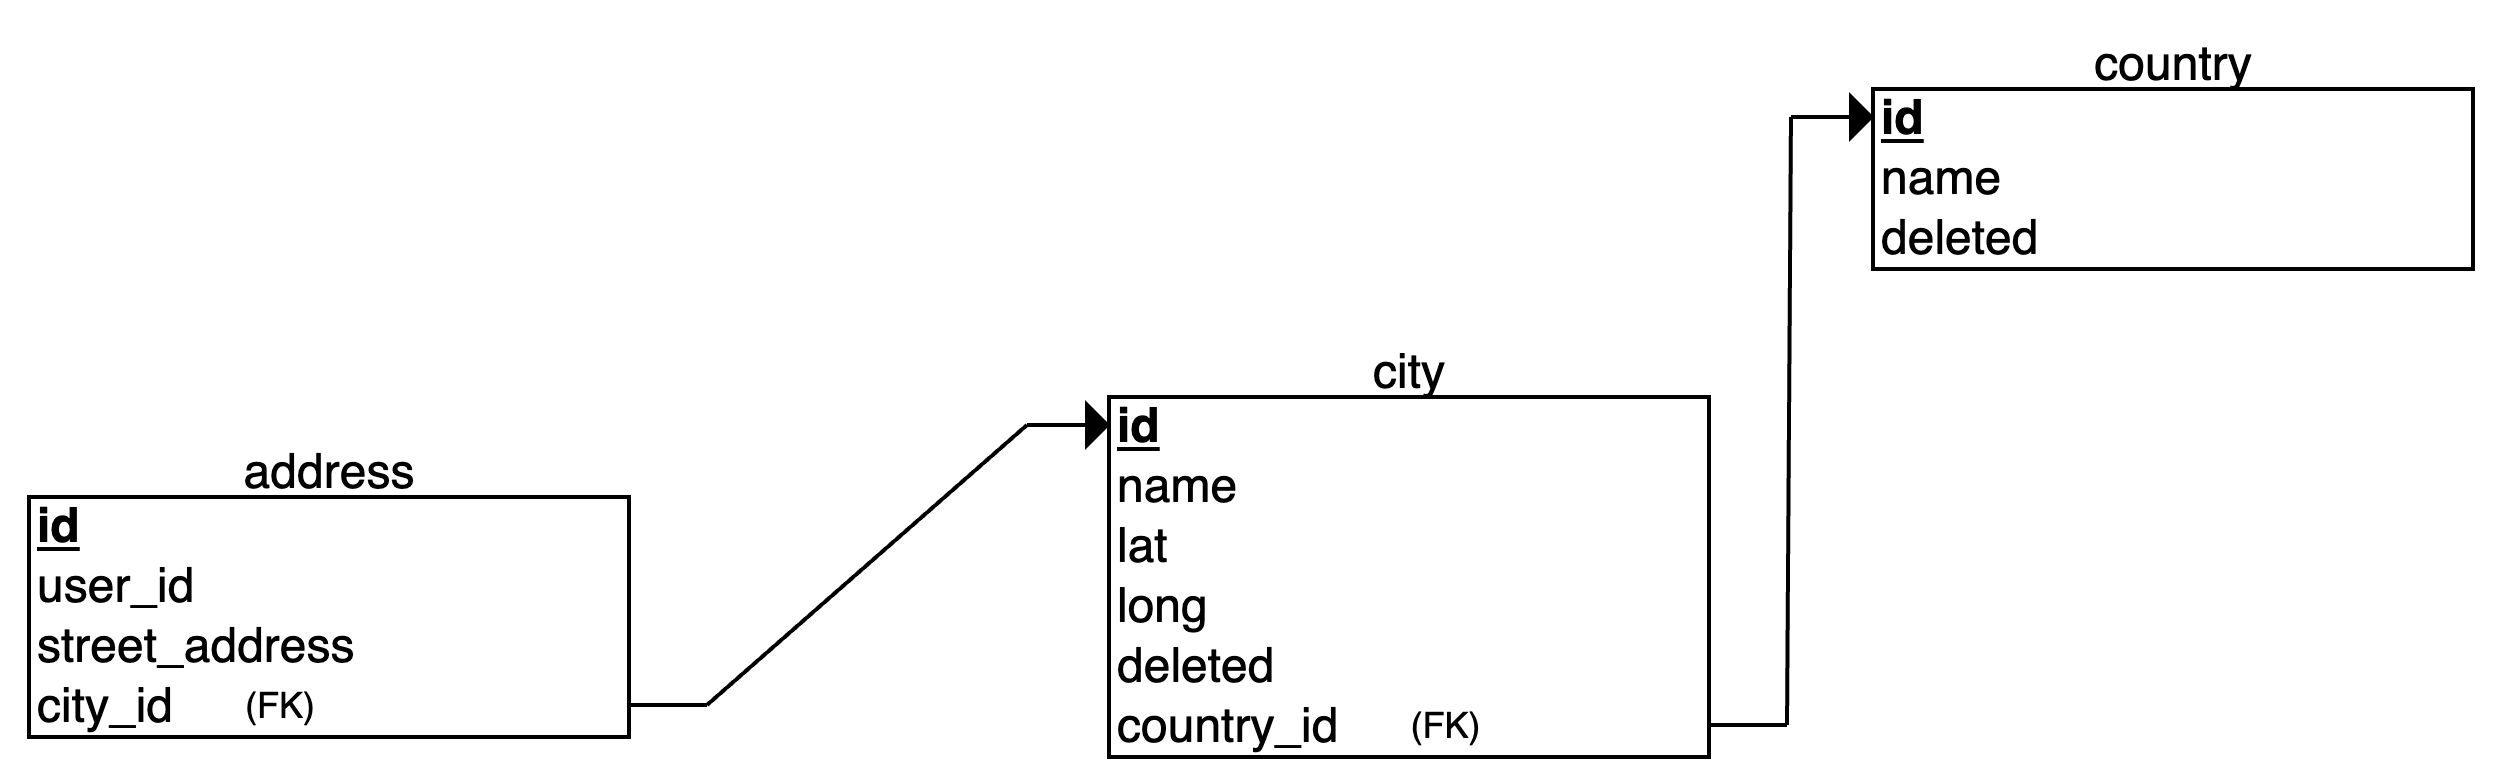 address
id
user_id
street_address
city_id (FK)
city
id
name
lat
long
deleted
country_id (FK)
country
id
name
deleted